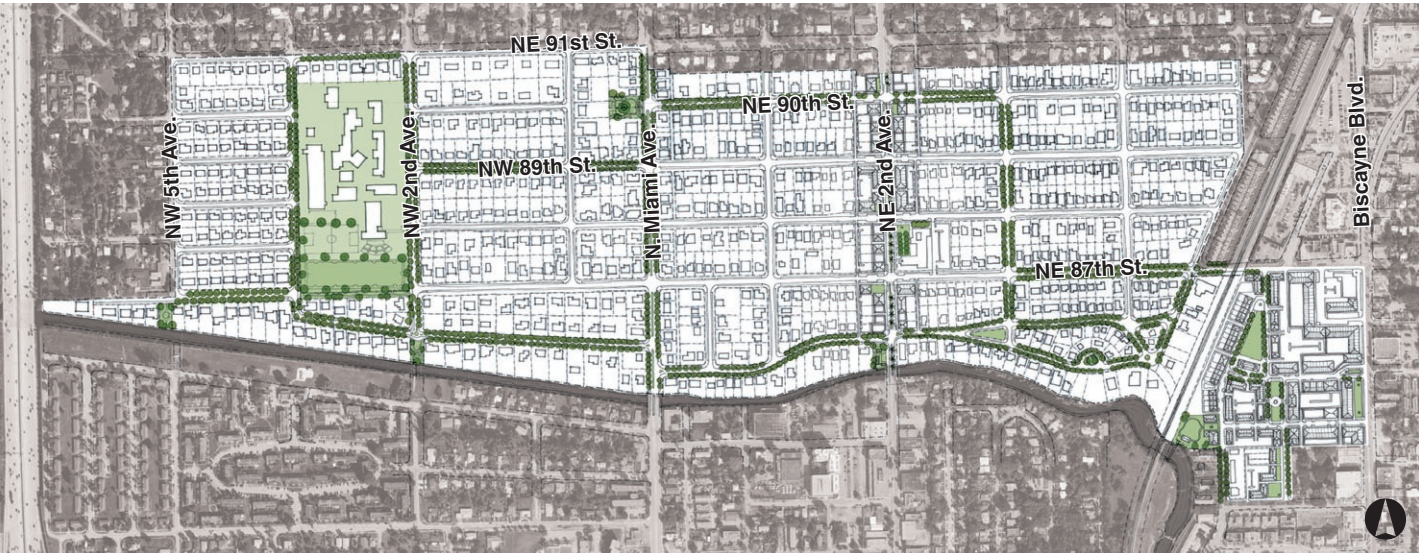 NE 91st St.
NE 90th St.
NW 89th St.
NE 87th St.
NW 5th Ave.
NW 2nd Ave.
N. Miami Ave.
NE 2nd Ave.
Biscayne Blvd.